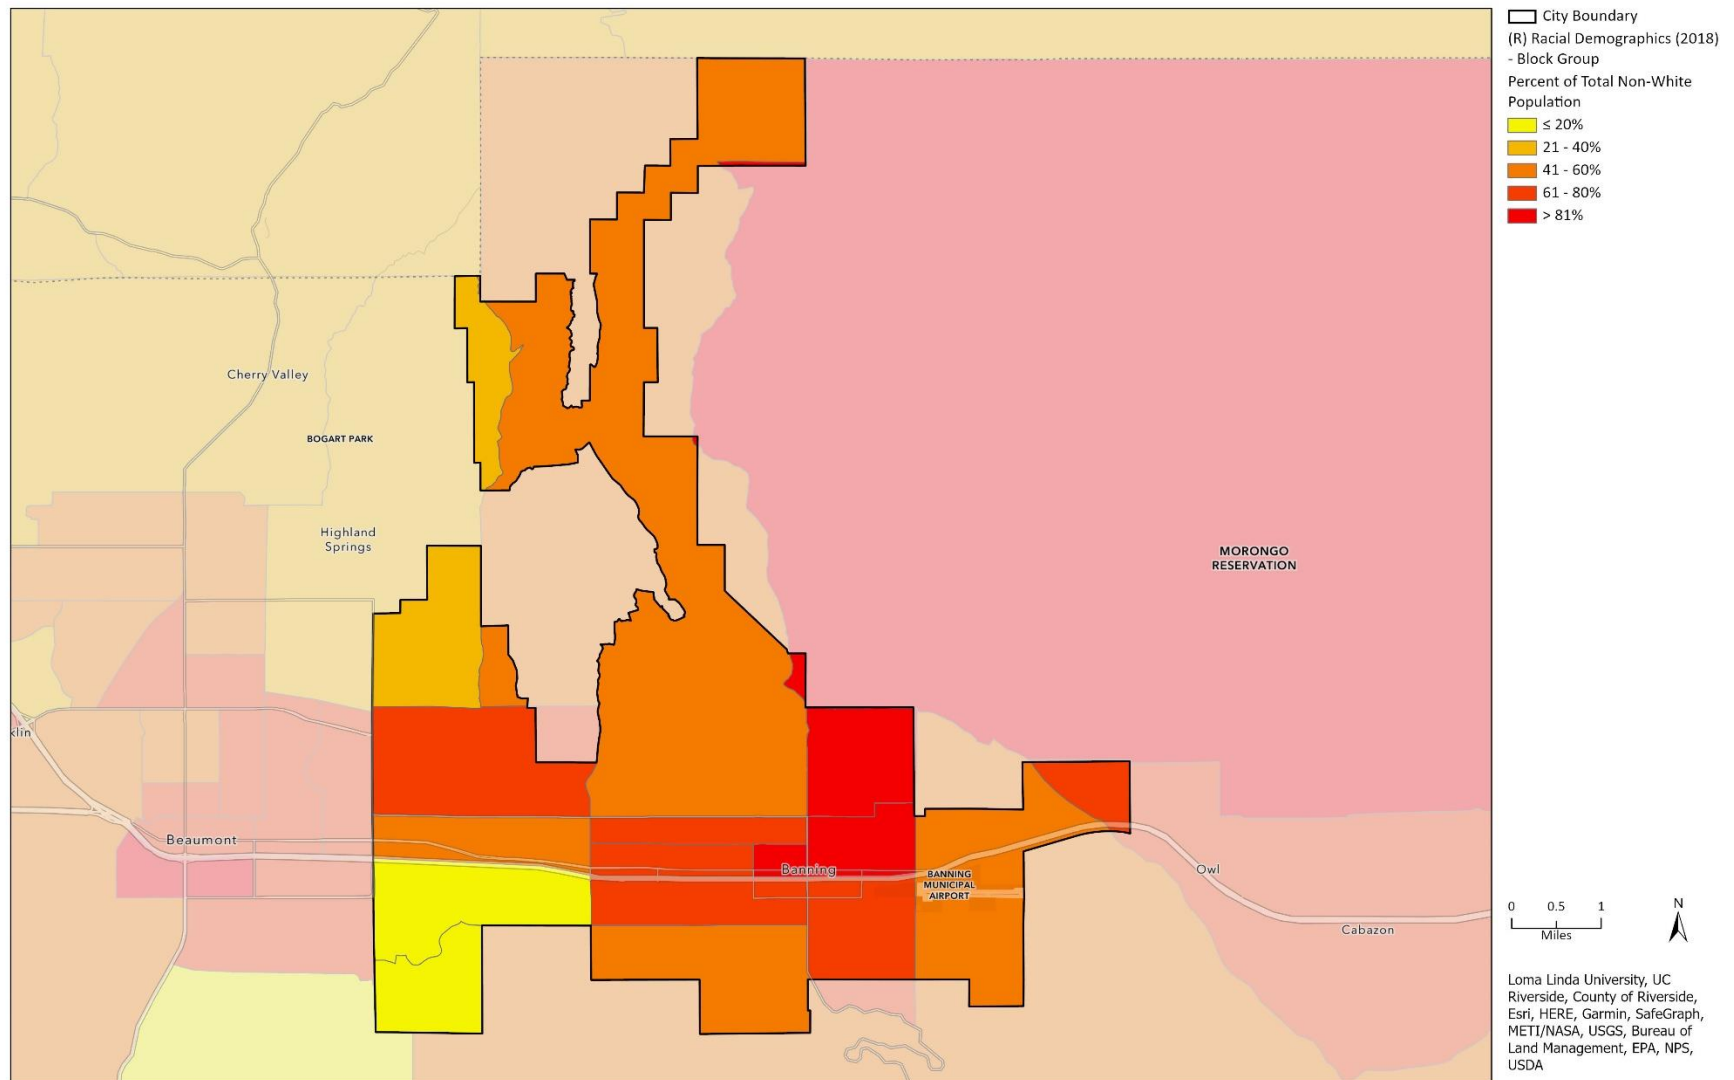 City Boundary
(R) Racial Demographics (2018)
- Block Group
Percent of Total Non-White
Population
≤ 20%
21 - 40%
41 - 60%
61 - 80%
> 81%
Cherry Valley
BOGART PARK
Highland
Springs
MORONGO
RESERVATION
klin
Beaumont
Banning
BANNING
MUNICIPAL
AIRPORT
Owl
Cabazon
0 0.5 1
Miles
N
Loma Linda University, UC
Riverside, County of Riverside,
Esri, HERE, Garmin, SafeGraph,
METI/NASA, USGS, Bureau of
Land Management, EPA, NPS,
USDA